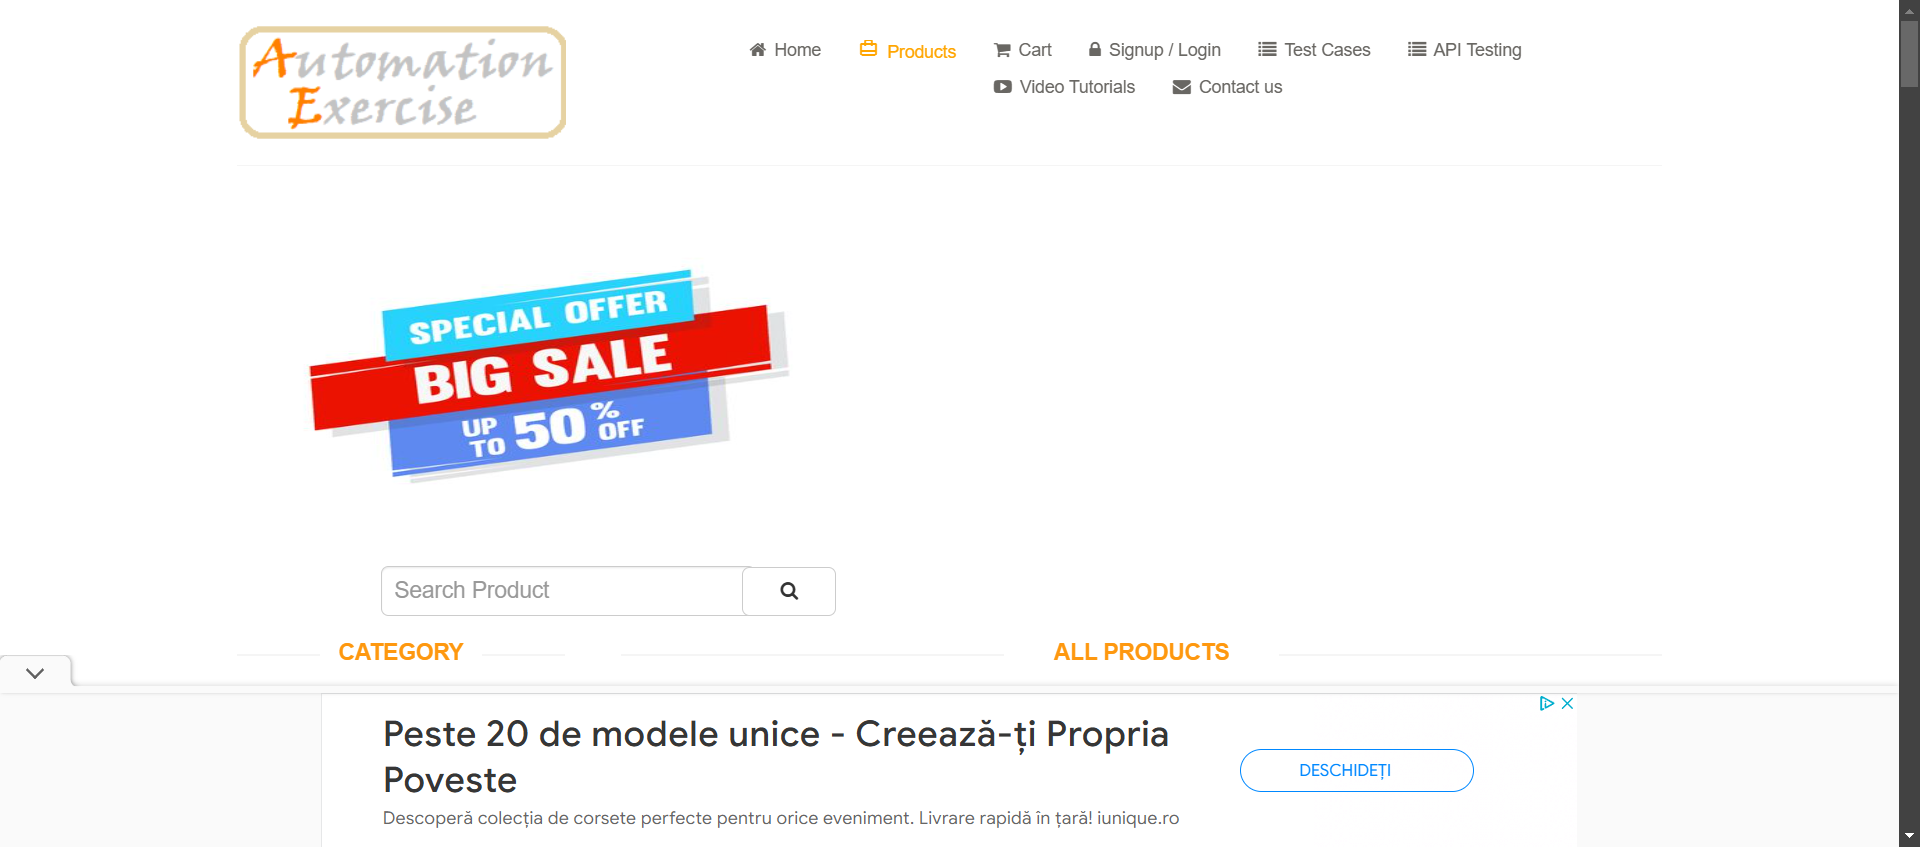 Automation
Exercise
Home
Products
Cart
Signup / Login
Test Cases
API Testing
Video Tutorials
Contact us
SPECIAL OFFER
BIG SALE
UP TO 50% OFF
Search Product
CATEGORY
ALL PRODUCTS
Peste 20 de modele unice - Creează-ți Propria
Poveste
Descoperă colecția de corsete perfecte pentru orice eveniment. Livrare rapidă în țară! iunique.ro
DESCHIDEȚI